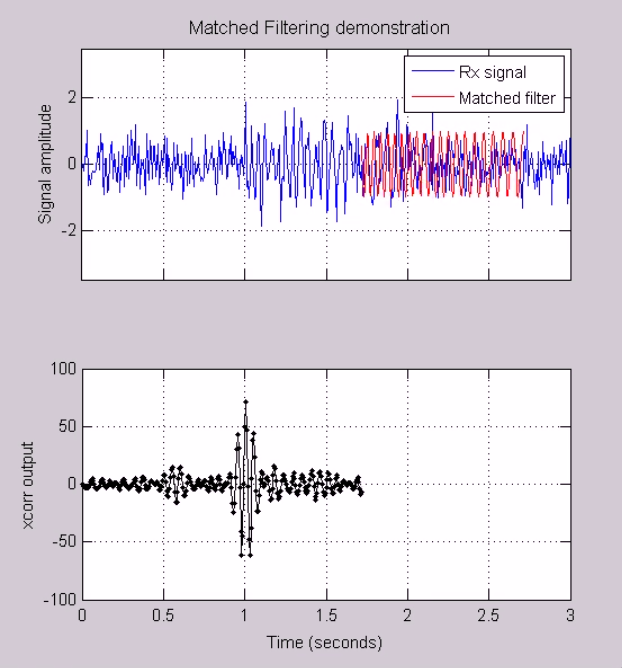 Matched Filtering demonstration
Rx signal
Matched filter
Signal amplitude
2
0
-2
xcorr output
100
50
0
-50
-100
0 0.5 1 1.5 2 2.5 3
Time (seconds)